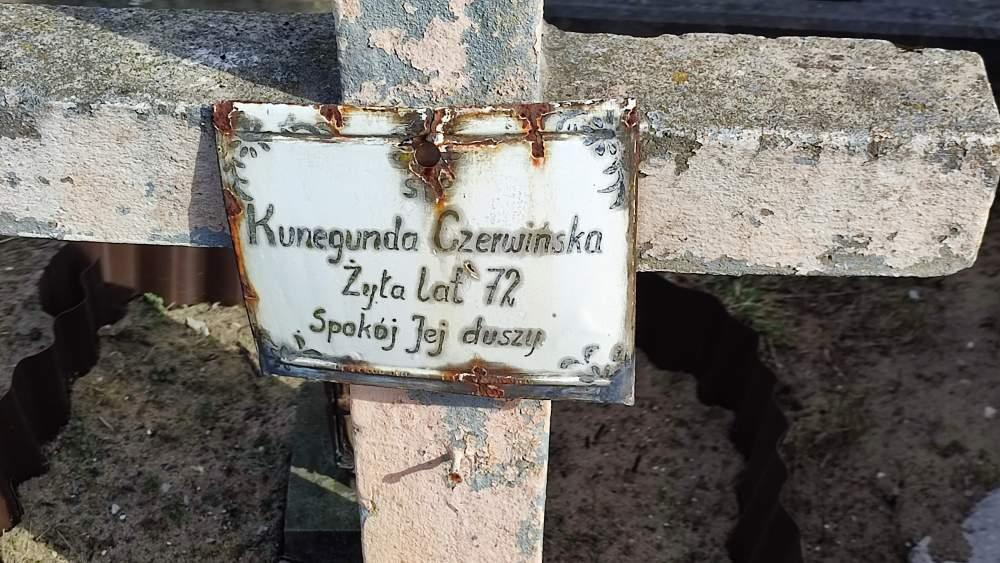 Kunegunda Czerwińska
Żyła lat 72
Spokój Jej duszy